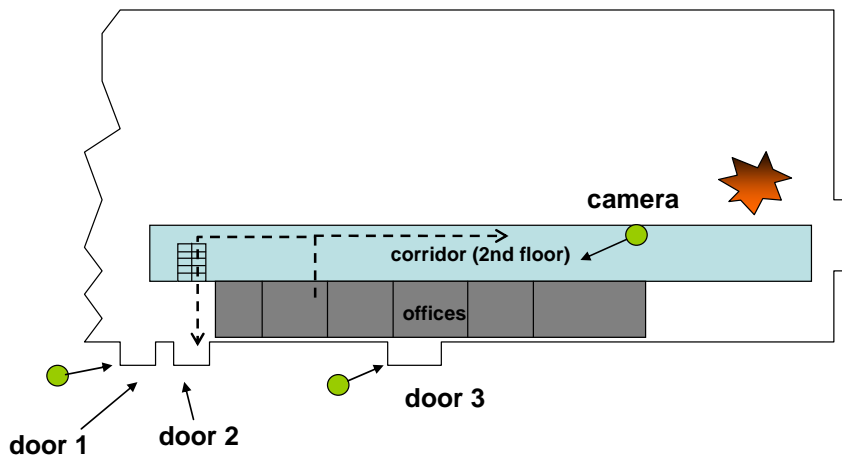 camera
corridor (2nd floor)
offices
door 3
door 2
door 1